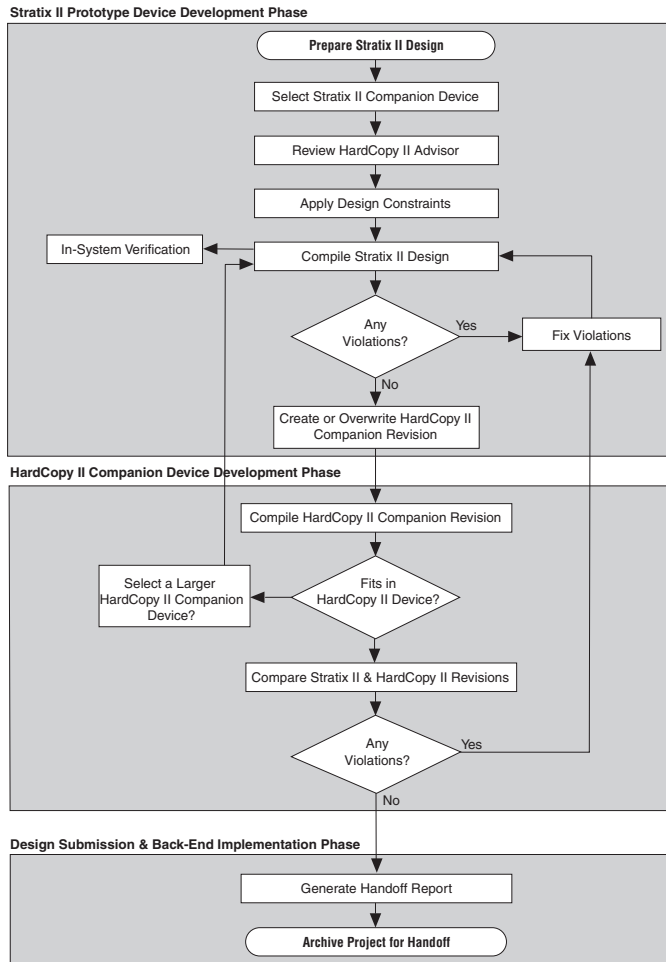 Stratix II Prototype Device Development Phase
Prepare Stratix II Design
Select Stratix II Companion Device
Review HardCopy II Advisor
Apply Design Constraints
In-System Verification
Compile Stratix II Design
Any
Violations?
Yes
Fix Violations
No
Create or Overwrite HardCopy II
Companion Revision
HardCopy II Companion Device Development Phase
Compile HardCopy II Companion Revision
Select a Larger
HardCopy II Companion
Device?
Fits in
HardCopy II Device?
Compare Stratix II & HardCopy II Revisions
Any
Violations?
Yes
No
Design Submission & Back-End Implementation Phase
Generate Handoff Report
Archive Project for Handoff